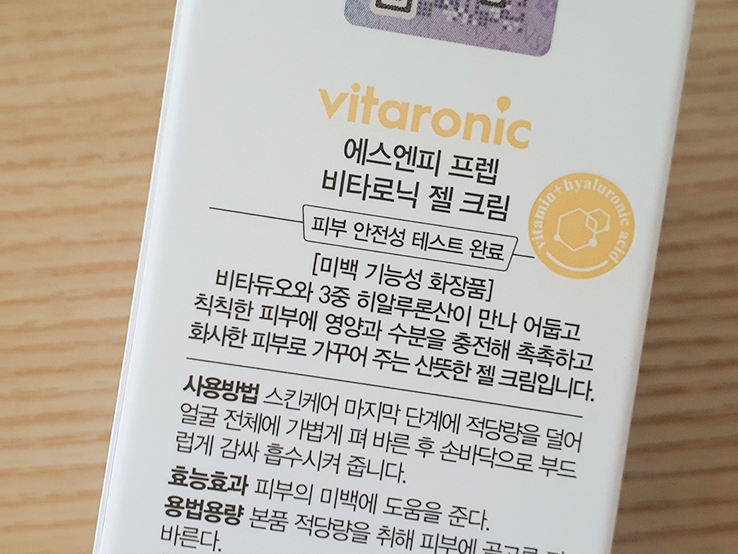 vitaronic
에스엔피 프렙
비타로닉 젤 크림
vitamin+hyaluronic acid
피부 안전성 테스트 완료
[미백 기능성 화장품]
비타듀오와 3중 히알루론산이 만나 어둡고
칙칙한 피부에 영양과 수분을 충전해 촉촉하고
화사한 피부로 가꾸어 주는 산뜻한 젤 크림입니다.
사용방법 스킨케어 마지막 단계에 적당량을 덜어
얼굴 전체에 가볍게 펴 바른 후 손바닥으로 부드
럽게 감싸 흡수시켜 줍니다.
효능효과 피부의 미백에 도움을 준다.
용법용량 본품 적당량을 취해 피부에 골고루
바른다.